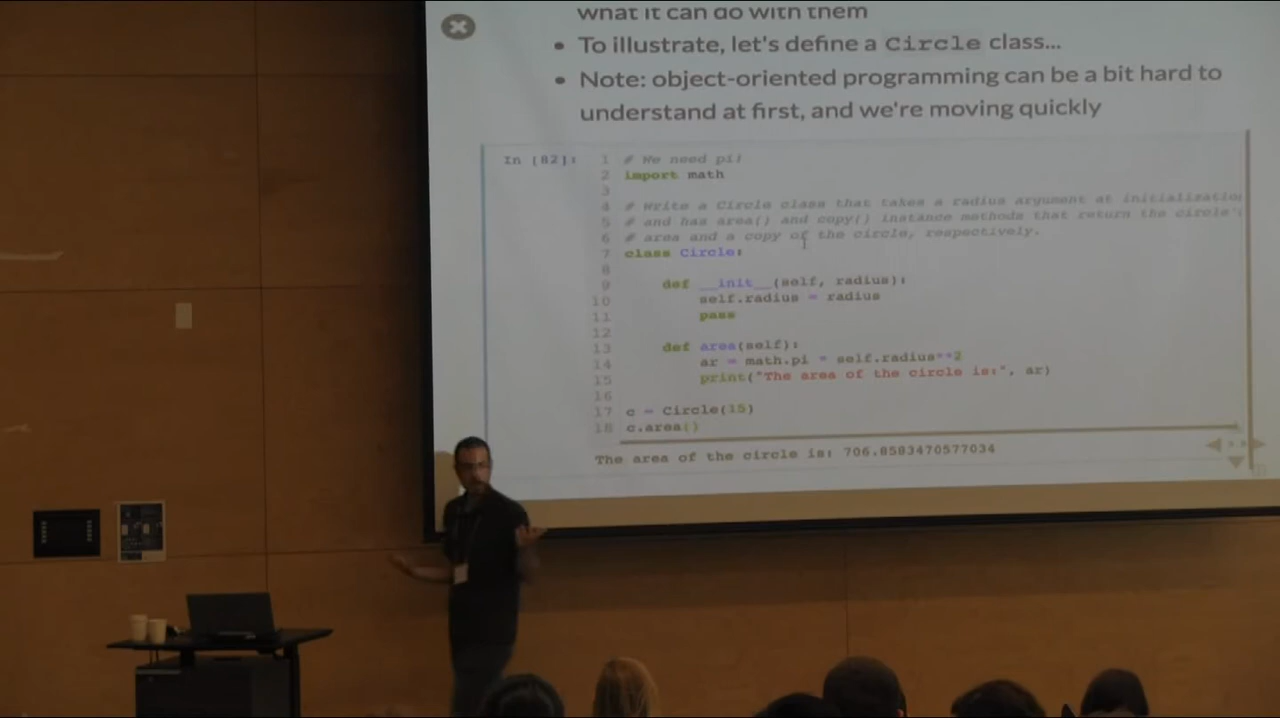 what it can do with them
• To illustrate, let's define a Circle class...
• Note: object-oriented programming can be a bit hard to
understand at first, and we're moving quickly
In [82]:
1 # We need pi!
2 import math
3
4 # Write a Circle class that takes a radius argument at initialization
5 # and has area() and copy() instance methods that return the circle's
6 # area and a copy of the circle, respectively.
7 class Circle:
8
9 def __init__(self, radius):
10 self.radius = radius
11 pass
12
13 def area(self):
14 ar = math.pi * self.radius**2
15 print("The area of the circle is:", ar)
16
17 c = Circle(15)
18 c.area()
The area of the circle is: 706.8583470577034